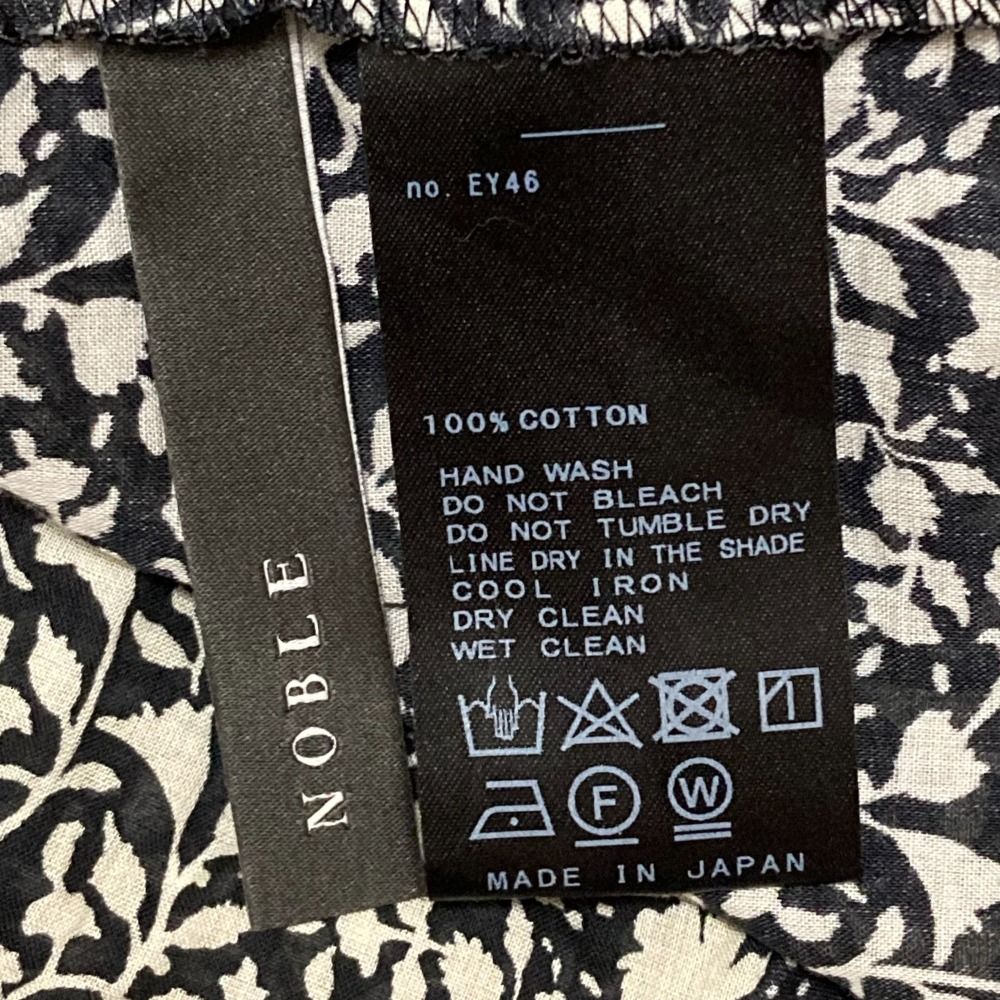 NOBLE
no. EY46
100% COTTON
HAND WASH
DO NOT BLEACH
DO NOT TUMBLE DRY
LINE DRY IN THE SHADE
COOL IRON
DRY CLEAN
WET CLEAN
F W
MADE IN JAPAN